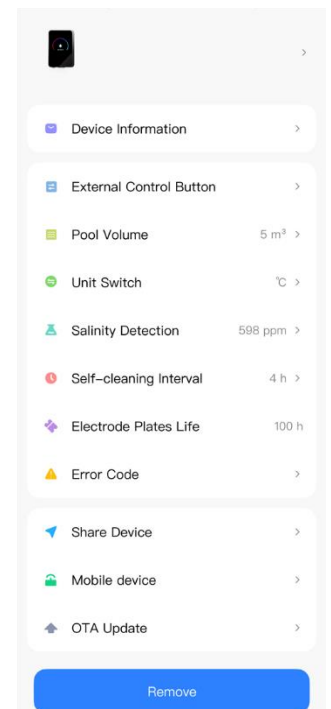 Device Information
External Control Button
Pool Volume 5 m³
Unit Switch ℃
Salinity Detection 598 ppm
Self-cleaning Interval 4 h
Electrode Plates Life 100 h
Error Code
Share Device
Mobile device
OTA Update
Remove